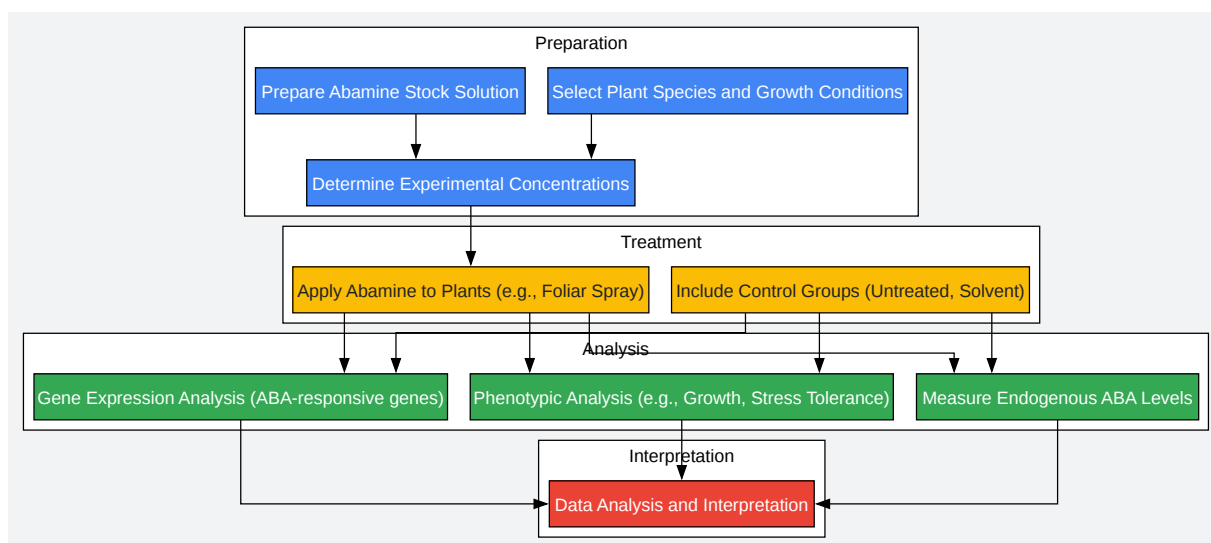 Preparation
Prepare Abamine Stock Solution
Select Plant Species and Growth Conditions
Determine Experimental Concentrations
Treatment
Apply Abamine to Plants (e.g., Foliar Spray)
Include Control Groups (Untreated, Solvent)
Analysis
Gene Expression Analysis (ABA-responsive genes)
Phenotypic Analysis (e.g., Growth, Stress Tolerance)
Measure Endogenous ABA Levels
Interpretation
Data Analysis and Interpretation